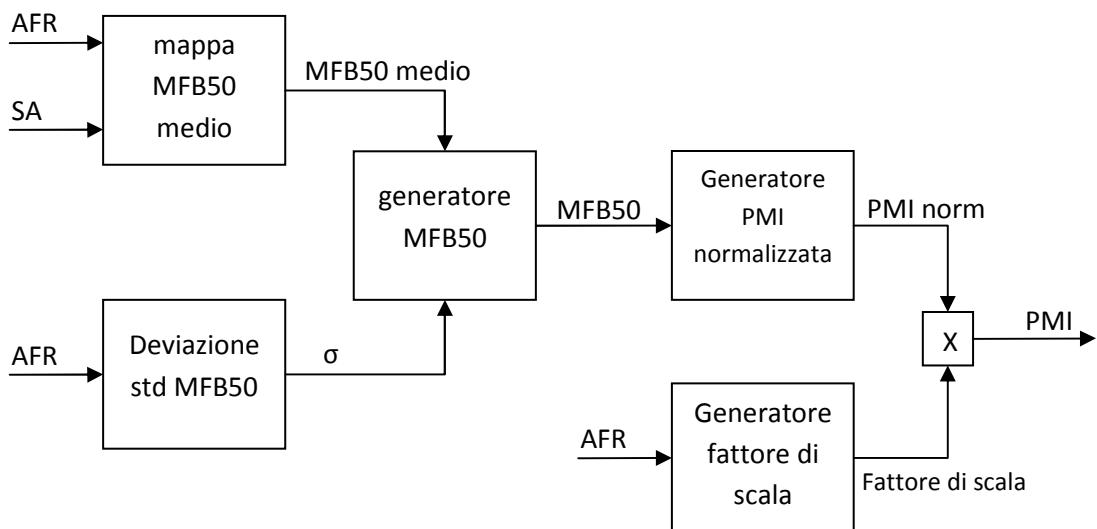 AFR
SA
mappa
MFB50
medio
MFB50 medio
generatore
MFB50
MFB50
Generatore
PMI
normalizzata
PMI norm
AFR
Deviazione
std MFB50
σ
X
PMI
AFR
Generatore
fattore di
scala
Fattore di scala